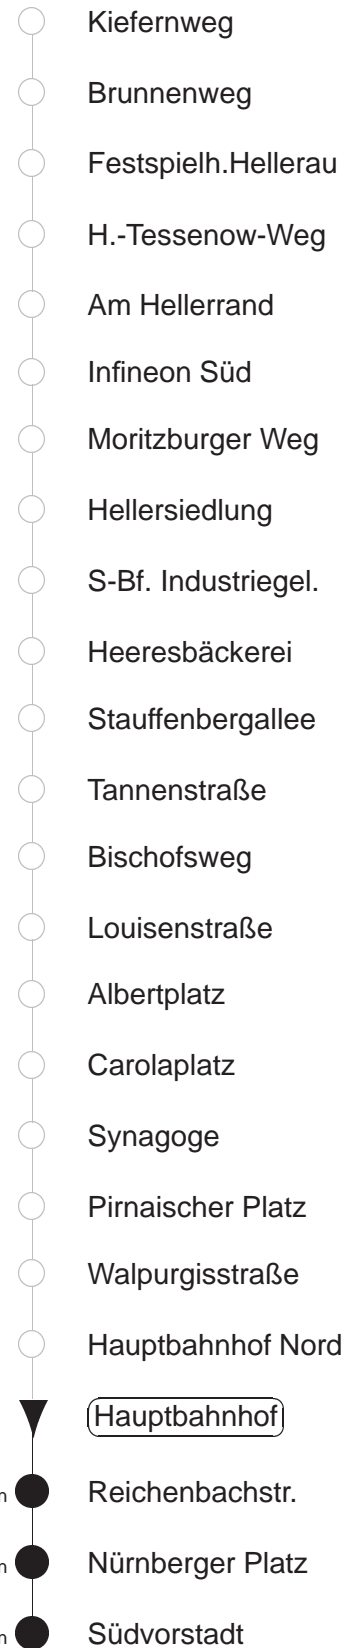 Kiefernweg
Brunnenweg
Festspielh.Hellerau
H.-Tessenow-Weg
Am Hellerrand
Infineon Süd
Moritzburger Weg
Hellersiedlung
S-Bf. Industriegel.
Heeresbäckerei
Stauffenbergallee
Tannenstraße
Bischofsweg
Louisenstraße
Albertplatz
Carolaplatz
Synagoge
Pirnaischer Platz
Walpurgisstraße
Hauptbahnhof Nord
Hauptbahnhof
Reichenbachstr.
Nürnberger Platz
Südvorstadt